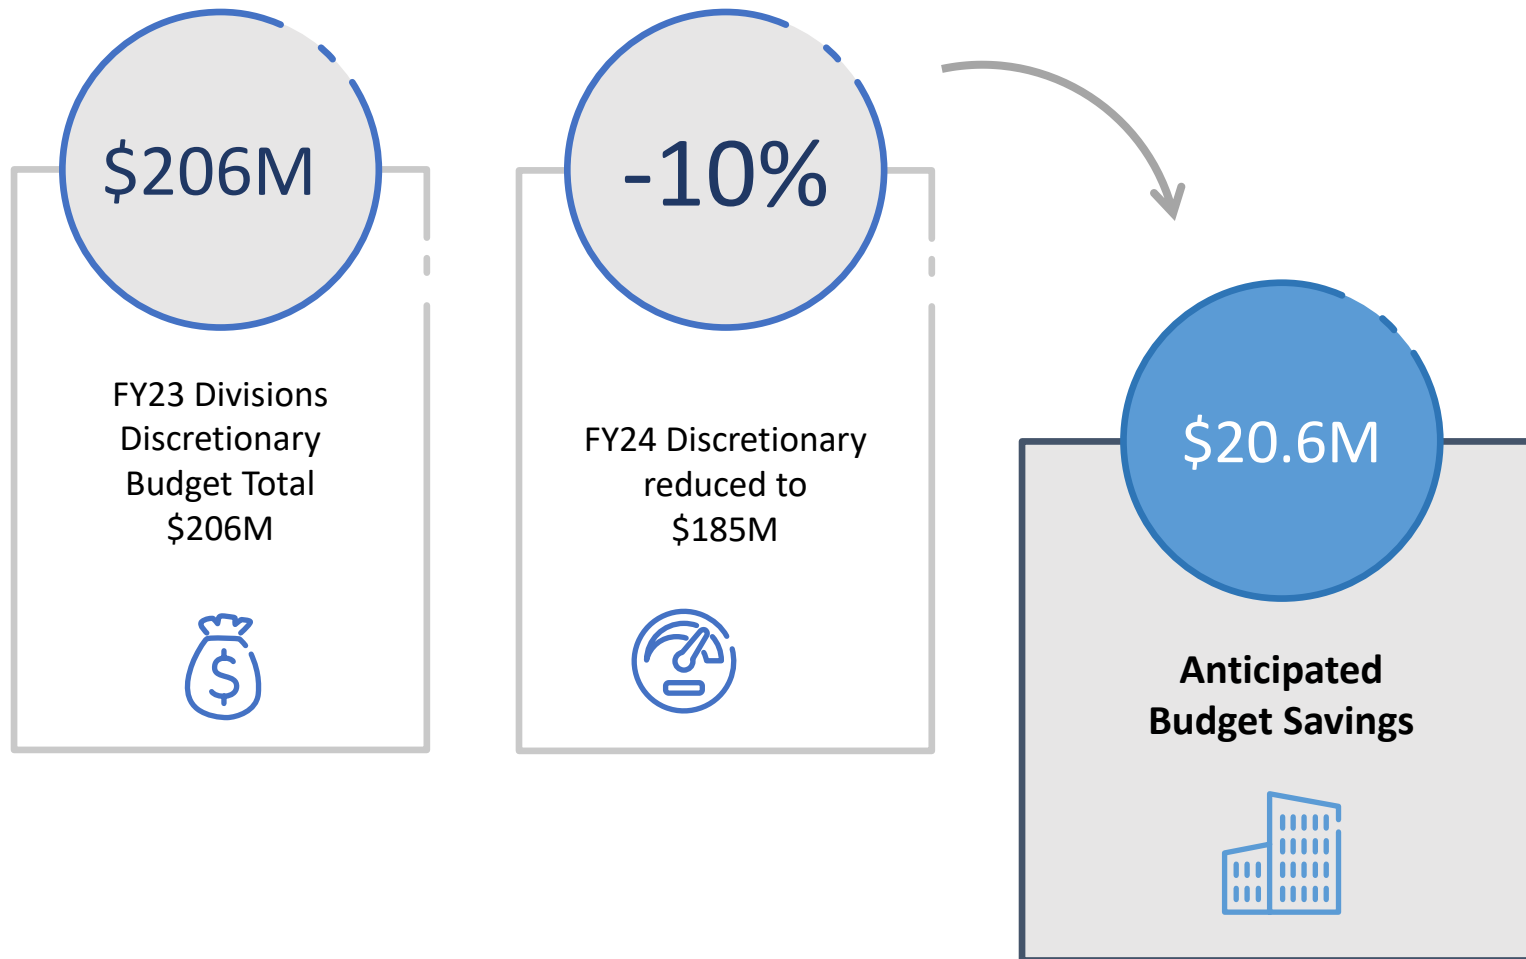 $206M
FY23 Divisions
Discretionary
Budget Total
$206M
$
-10%
FY24 Discretionary
reduced to
$185M
$20.6M
Anticipated
Budget Savings